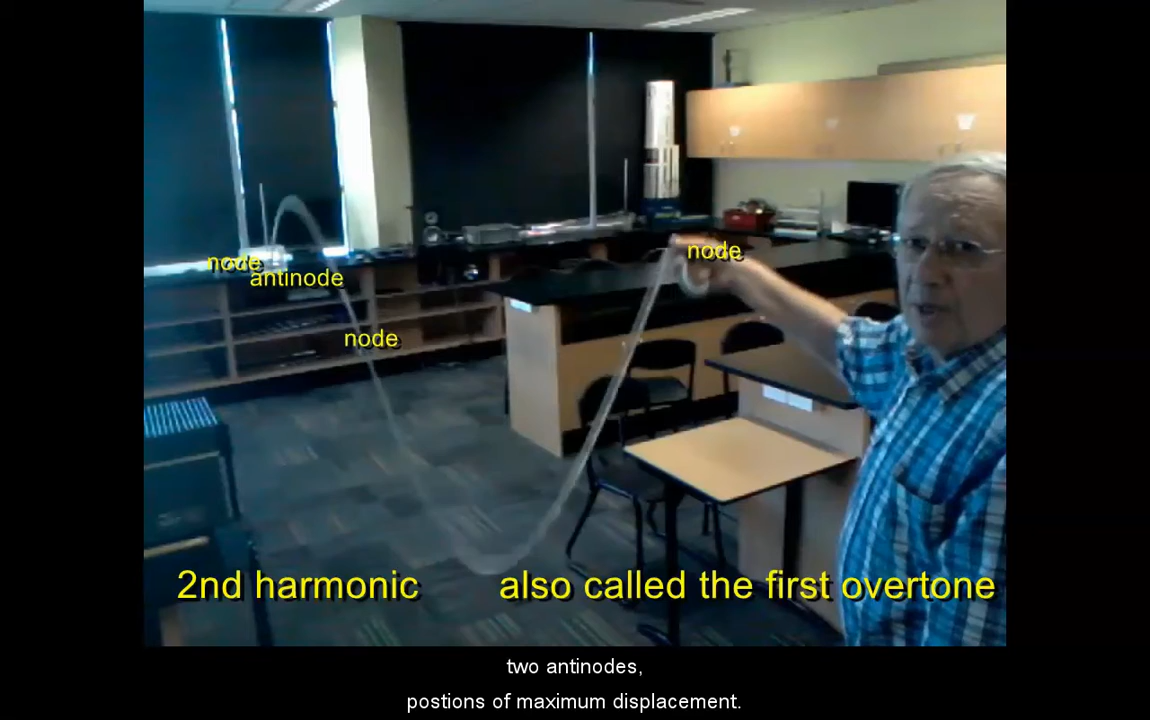 node
node
antinode
node
2nd harmonic
also called the first overtone
two antinodes,
postions of maximum displacement.